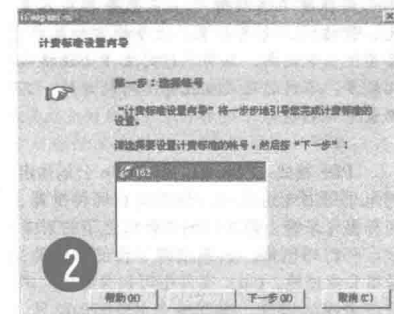 计费标准设置向导
第一步：选择帐号
“计费标准设置向导”将一步步地引导您完成计费标准的
设置。
请选择要设置计费标准的帐号，然后按“下一步”：
163
2
帮助(H)
下一步(N)
取消(C)